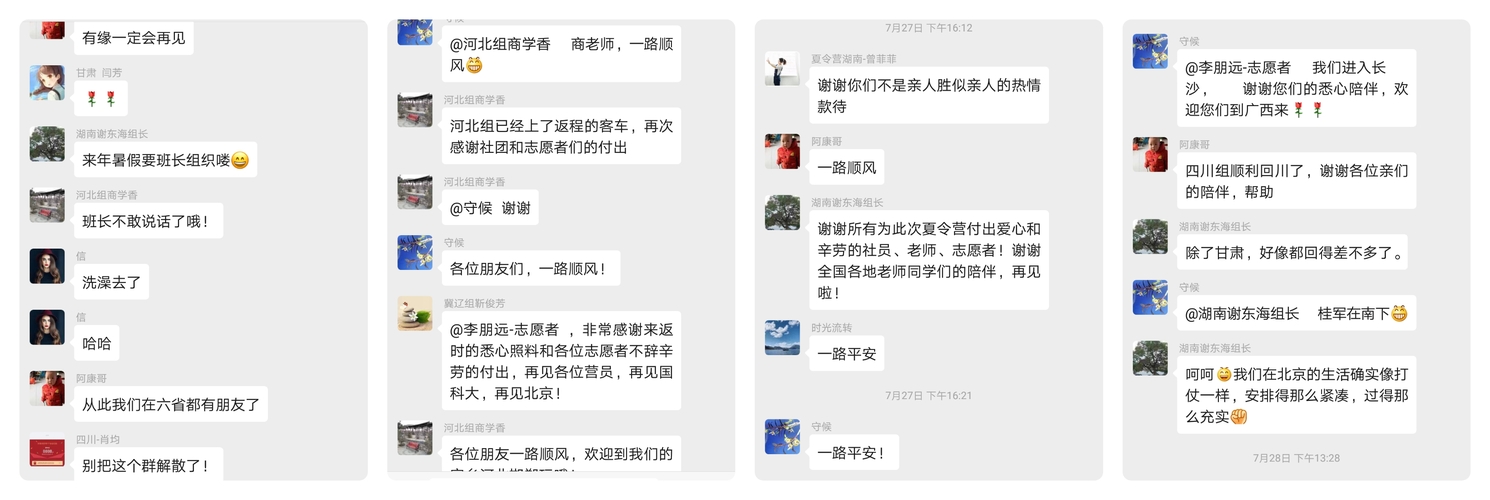 有缘一定会再见
甘肃 闫芳
湖南谢东海组长
来年暑假要班长组织喽
河北组商学香
班长不敢说话了哦！
信
洗澡去了
信
哈哈
阿康哥
从此我们在六省都有朋友了
四川-肖均
别把这个群解散了！
@河北组商学香 商老师，一路顺
风
河北组商学香
河北组已经上了返程的客车，再次
感谢社团和志愿者们的付出
河北组商学香
@守候 谢谢
守候
各位朋友们，一路顺风！
冀辽组靳俊芳
@李朋远-志愿者 ，非常感谢来返
时的悉心照料和各位志愿者不辞辛
劳的付出，再见各位营员，再见国
科大，再见北京！
河北组商学香
各位朋友一路顺风，欢迎到我们的
7月27日 下午16:12
夏令营湖南-曾菲菲
谢谢你们不是亲人胜似亲人的热情
款待
阿康哥
一路顺风
湖南谢东海组长
谢谢所有为此次夏令营付出爱心和
辛劳的社员、老师、志愿者！谢谢
全国各地老师同学们的陪伴，再见
啦！
时光流转
一路平安
7月27日 下午16:21
守候
一路平安！
守候
@李朋远-志愿者 我们进入长
沙， 谢谢您们的悉心陪伴，欢
迎您们到广西来
阿康哥
四川组顺利回川了，谢谢各位亲们
的陪伴，帮助
湖南谢东海组长
除了甘肃，好像都回得差不多了。
守候
@湖南谢东海组长 桂军在南下
湖南谢东海组长
呵呵我们在北京的生活确实像打
仗一样，安排得那么紧凑，过得那
么充实
7月28日 下午13:28